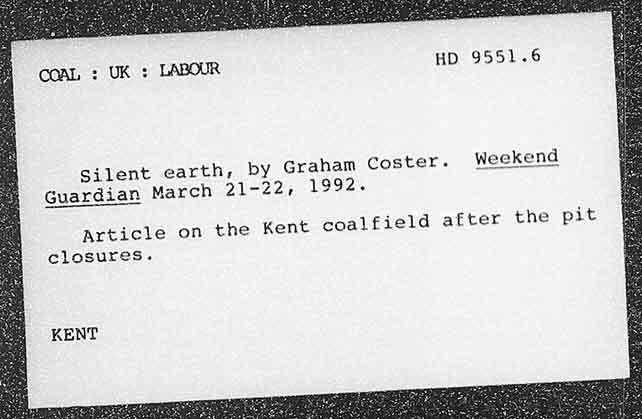 COAL : UK : LABOUR
HD 9551.6
Silent earth, by Graham Coster. Weekend
Guardian March 21-22, 1992.
Article on the Kent coalfield after the pit
closures.
KENT